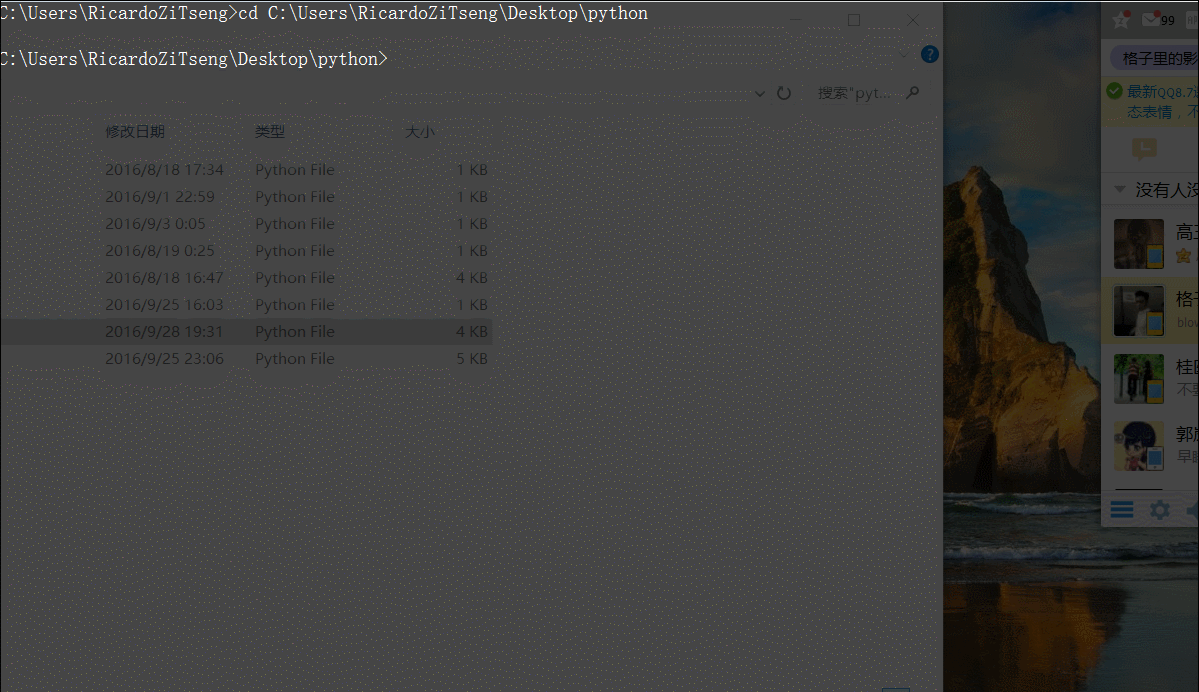 C:\Users\RicardoZiTseng>cd C:\Users\RicardoZiTseng\Desktop\python
C:\Users\RicardoZiTseng\Desktop\python>
搜索"pyt...
修改日期 类型 大小
2016/8/18 17:34 Python File 1 KB
2016/9/1 22:59 Python File 1 KB
2016/9/3 0:05 Python File 1 KB
2016/8/19 0:25 Python File 1 KB
2016/8/18 16:47 Python File 4 KB
2016/9/25 16:03 Python File 1 KB
2016/9/28 19:31 Python File 4 KB
2016/9/25 23:06 Python File 5 KB
99
格子里的影
最新QQ8.7
态表情，不
没有人没
高
格子
blov
桂
郭
早